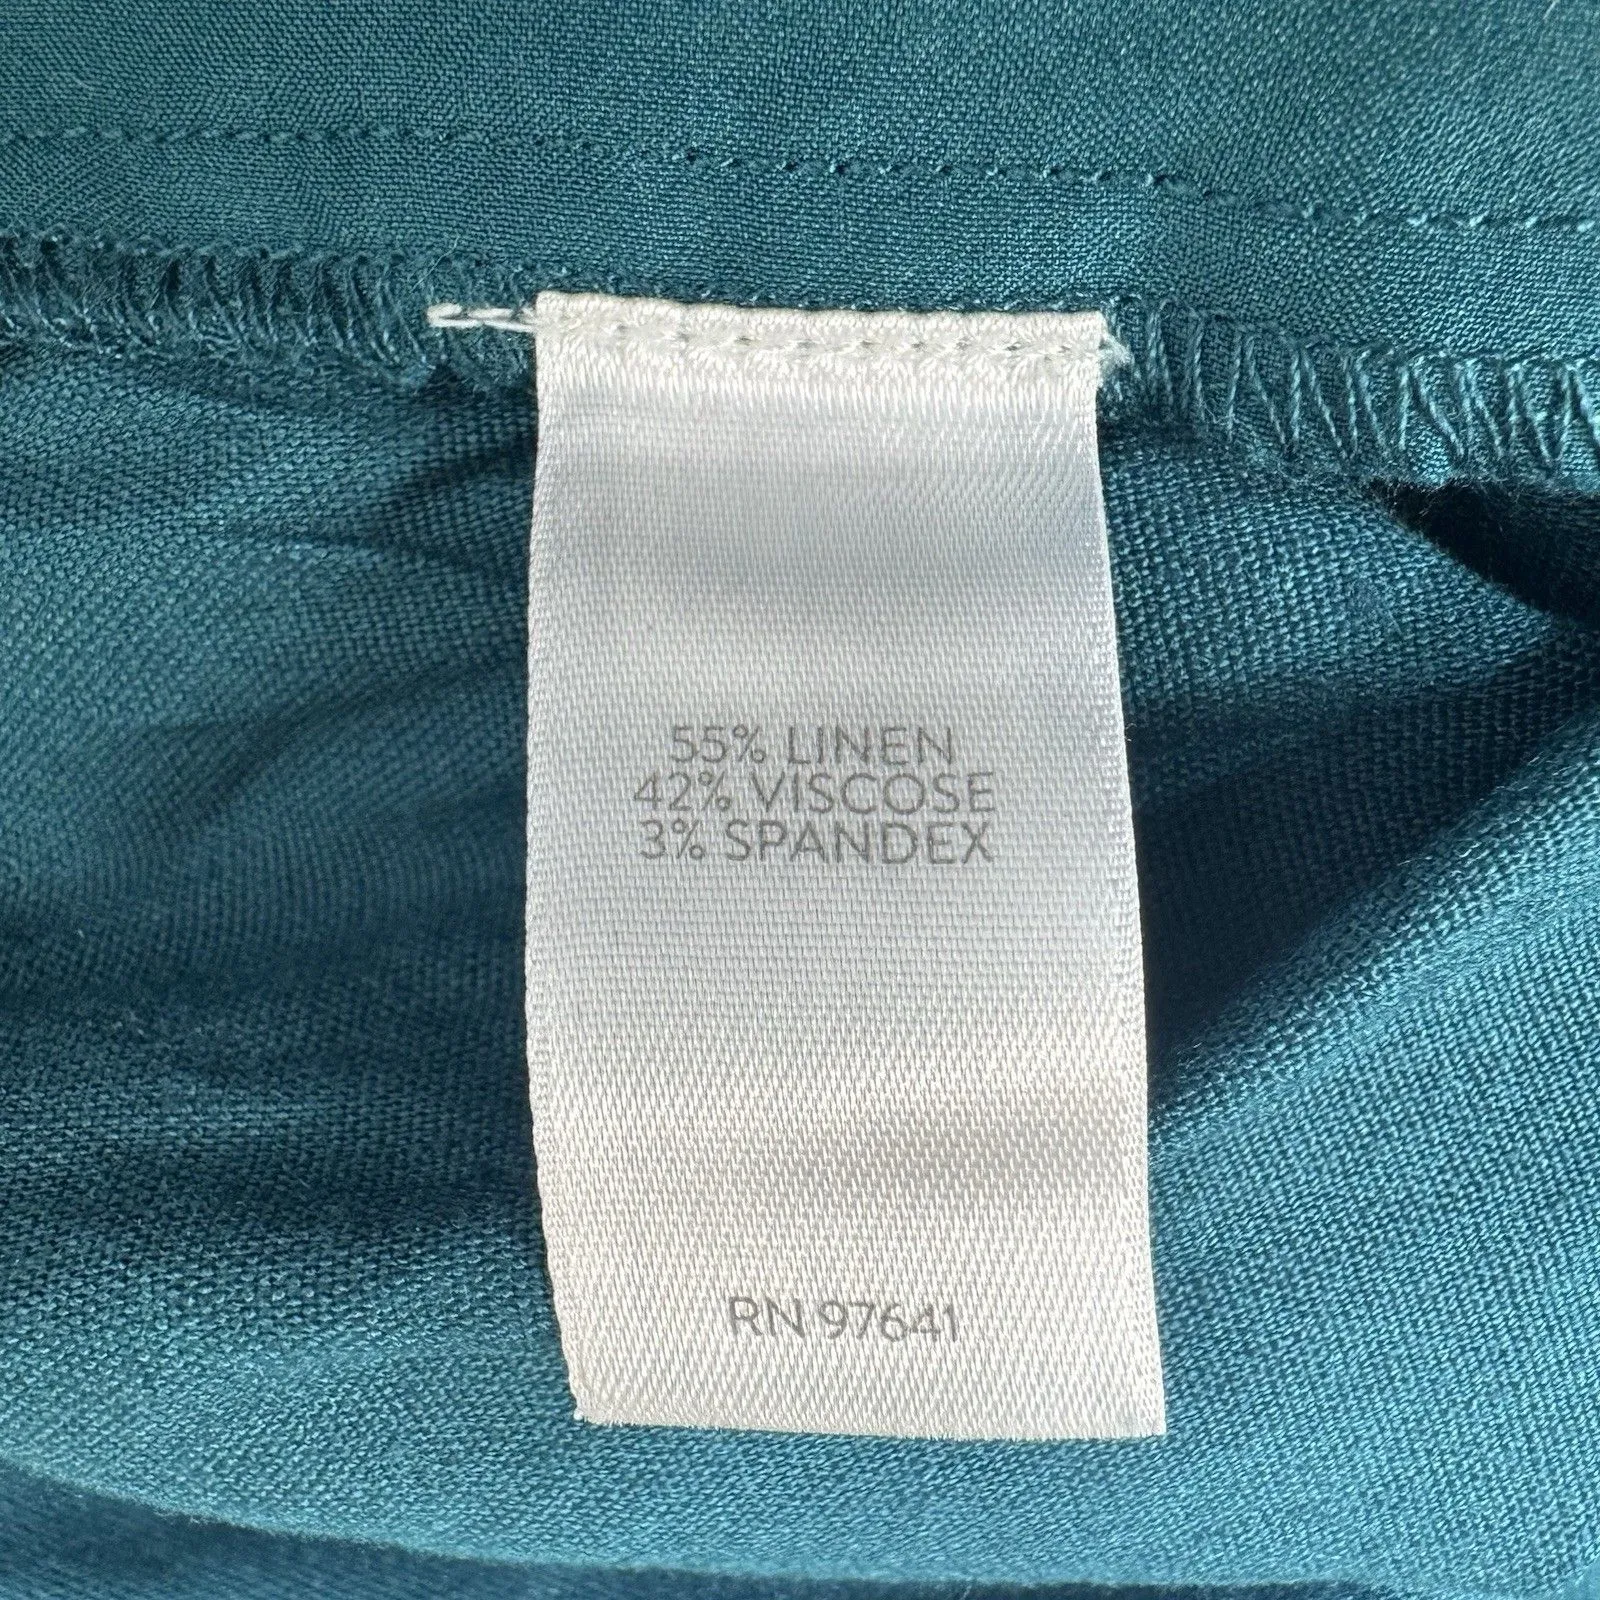 55% LINEN
42% VISCOSE
3% SPANDEX
RN 97641